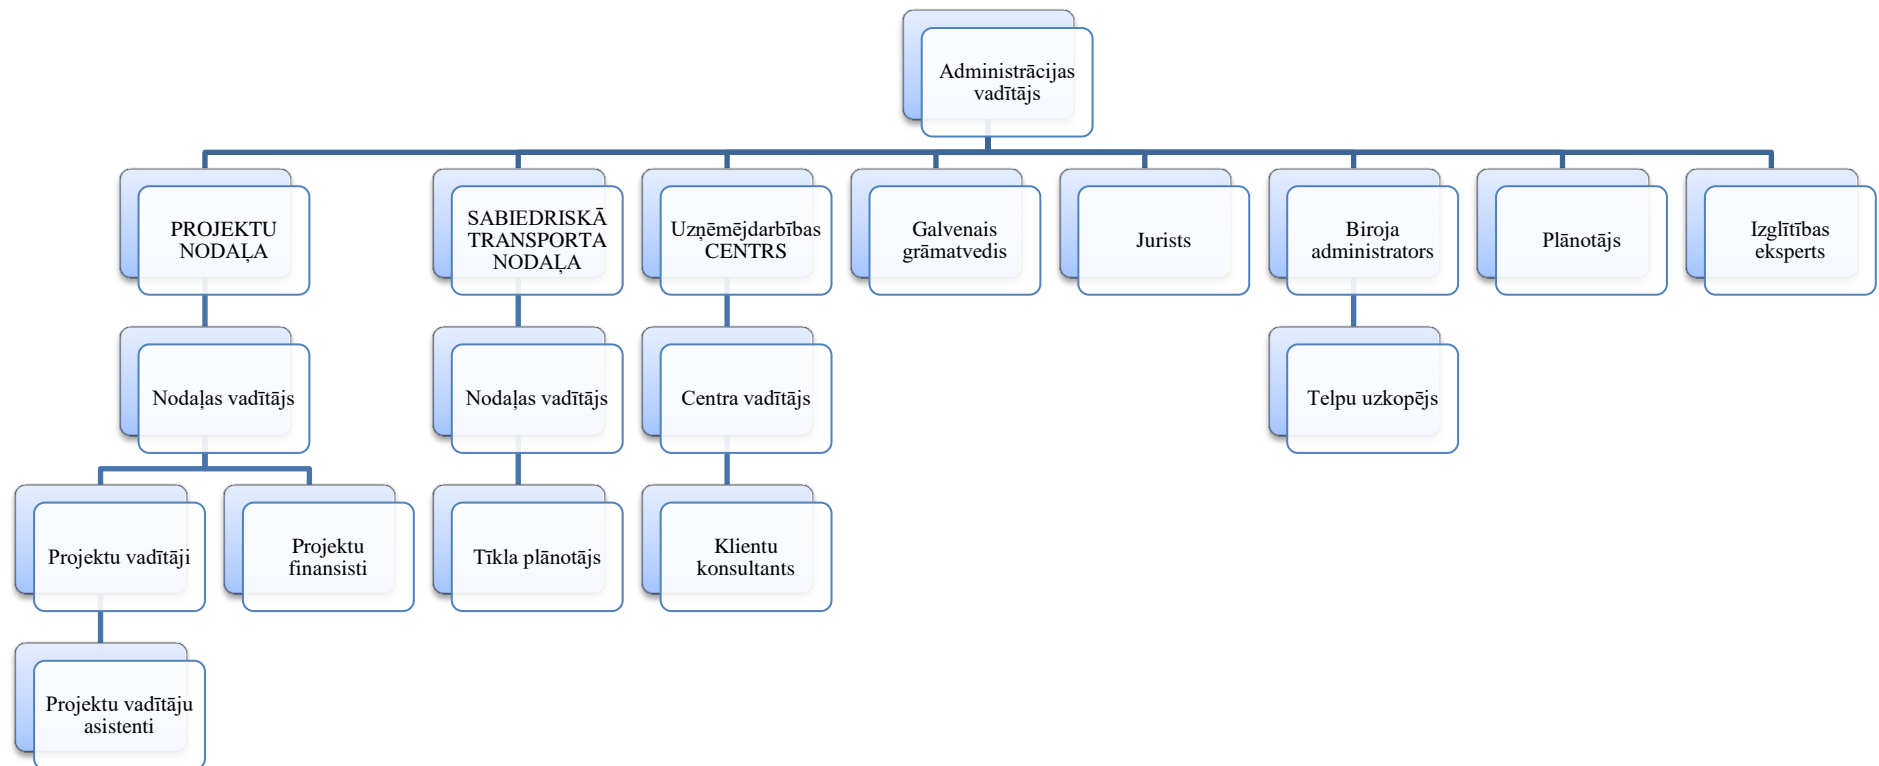 Administrācijas
vadītājs
PROJEKTU
NODAĻA
SABIEDRISKĀ
TRANSPORTA
NODAĻA
Uzņēmējdarbības
CENTRS
Galvenais
grāmatvedis
Jurists
Biroja
administrators
Plānotājs
Izglītības
eksperts
Nodaļas vadītājs
Nodaļas vadītājs
Centra vadītājs
Telpu uzkopējs
Projektu vadītāji
Projektu
finansisti
Tīkla plānotājs
Klientu
konsultants
Projektu vadītāju
asistenti